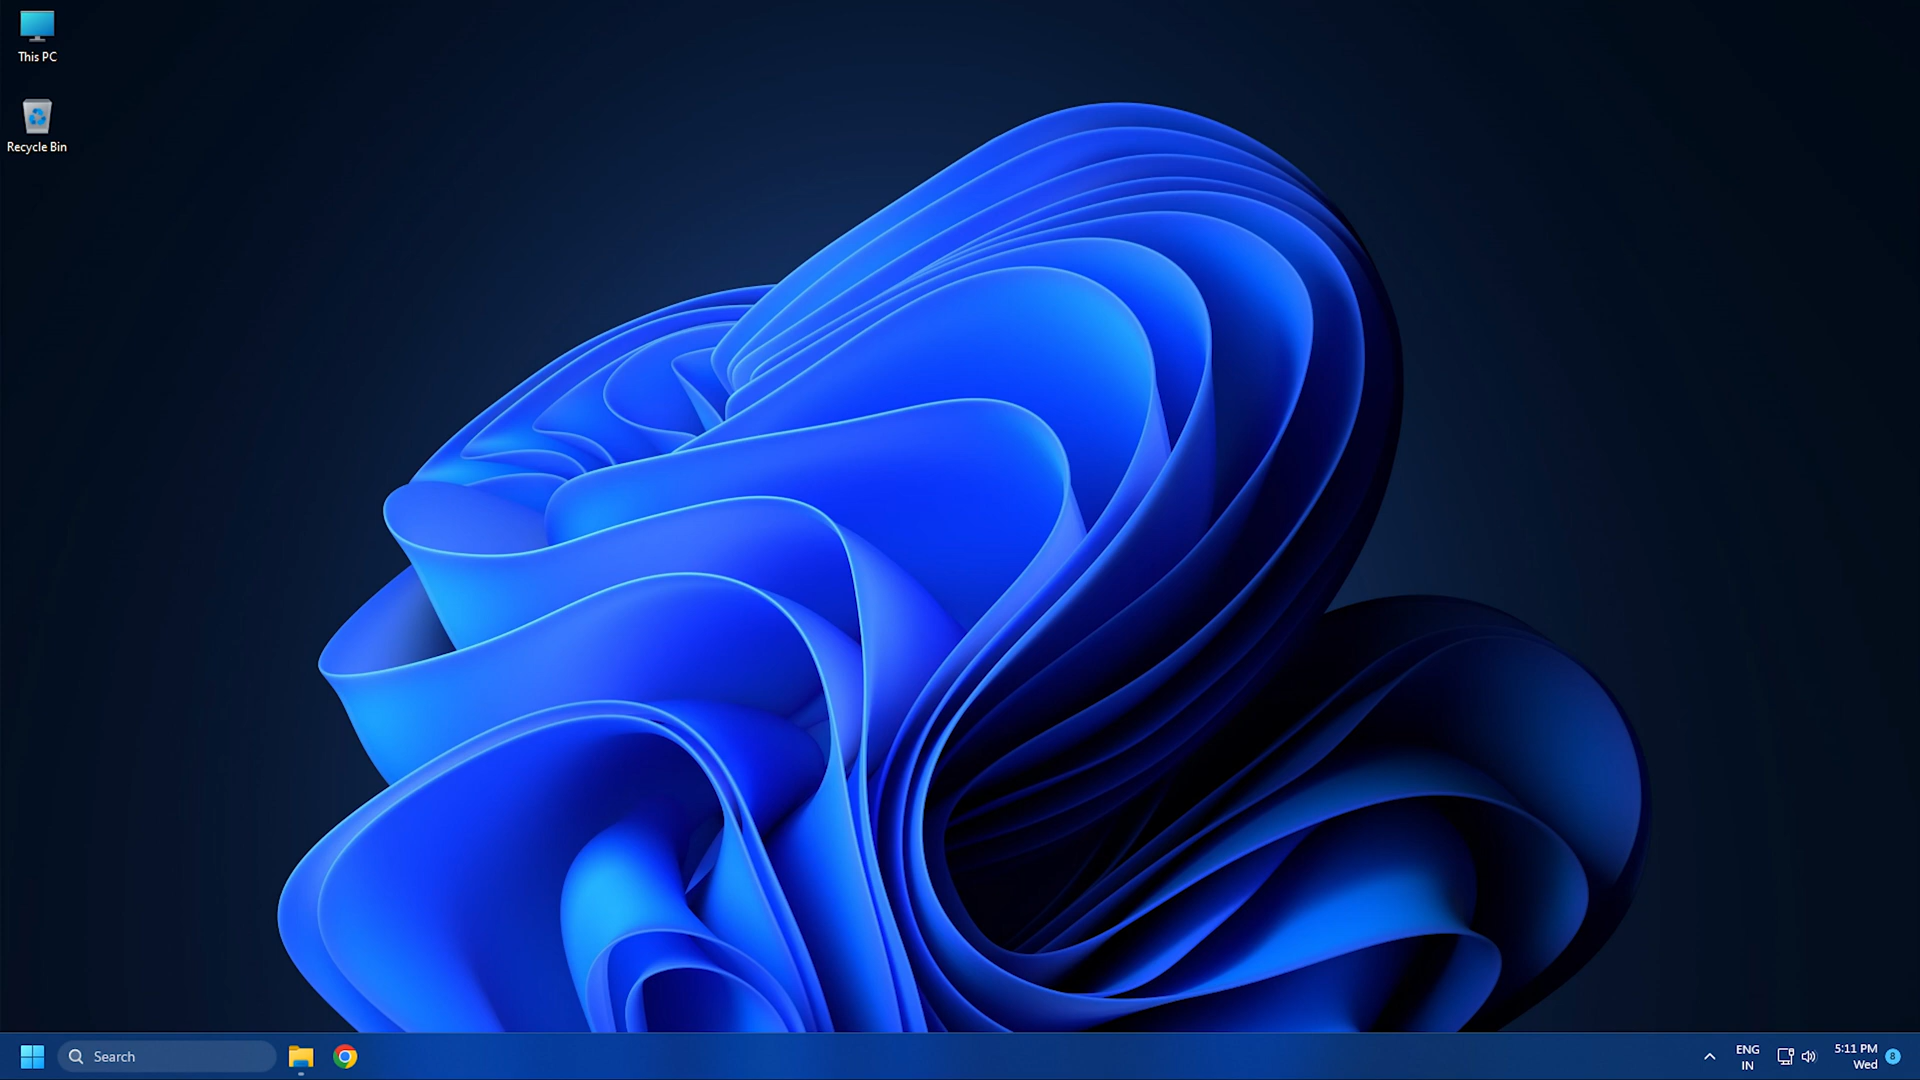 This PC
Recycle Bin
Search
ENG
IN
5:11 PM
Wed
8